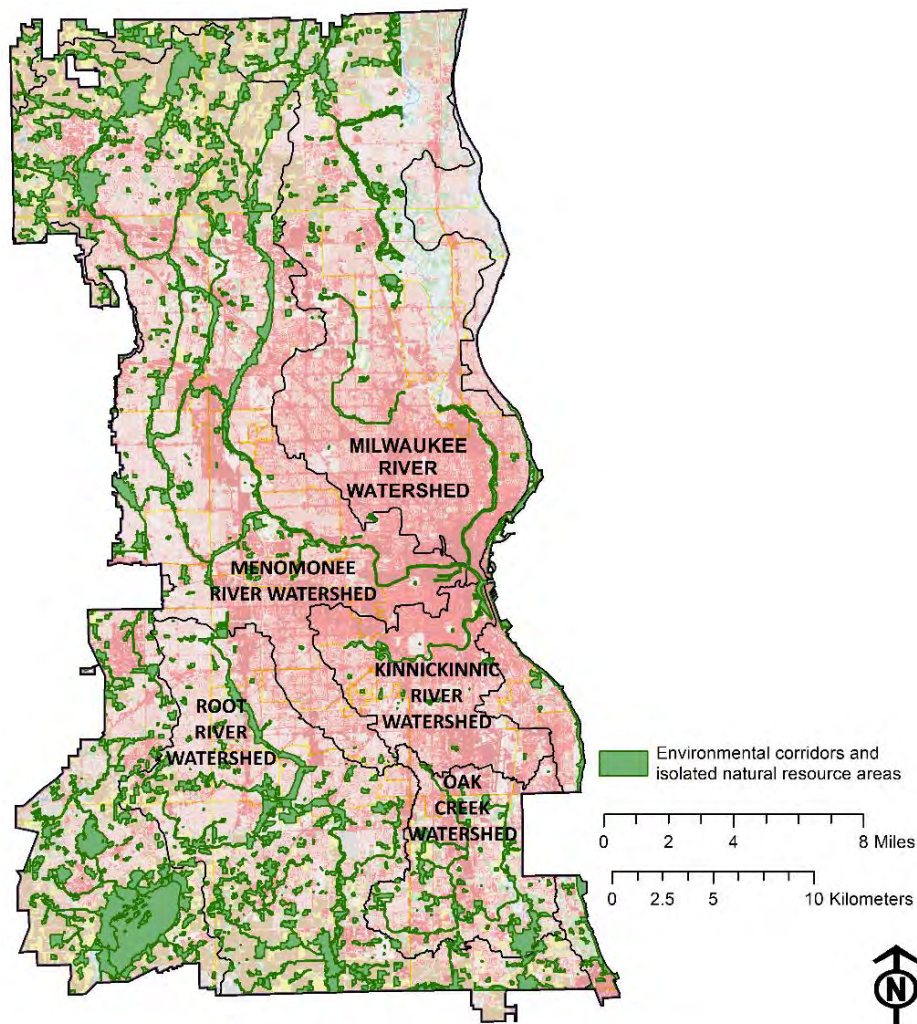 MILWAUKEE
RIVER
WATERSHED
MENOMONEE
RIVER WATERSHED
KINNICKINNIC
RIVER
WATERSHED
ROOT
RIVER
WATERSHED
OAK
CREEK
WATERSHED
Environmental corridors and
isolated natural resource areas
0 2 4 8 Miles
0 2.5 5 10 Kilometers
N